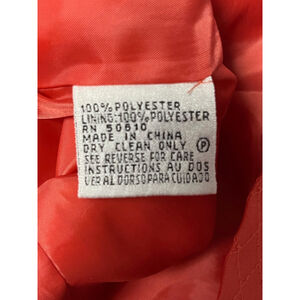 100% POLYESTER
LINING:100% POLYESTER
RN 50810
MADE IN CHINA
DRY CLEAN ONLY Ⓟ
SEE REVERSE FOR CARE
INSTRUCTIONS AU DOS
VER AL DORSO PARA CUIDADO